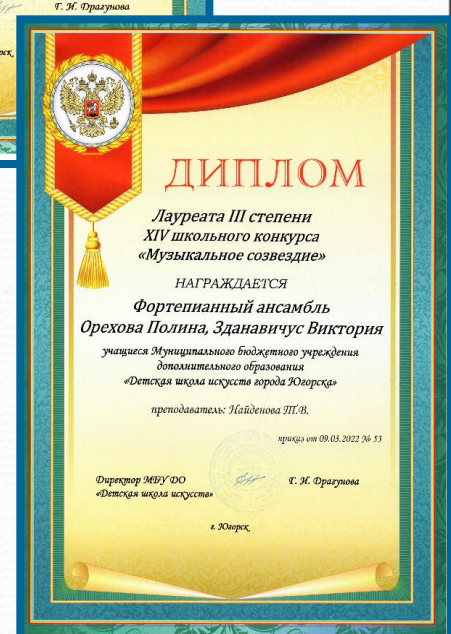 Т. И. Драгунова
ДИПЛОМ
Лауреата III степени
XIV школьного конкурса
«Музыкальное созвездие»
НАГРАЖДАЕТСЯ
Фортепианный ансамбль
Орехова Полина, Зданавичус Виктория
учащиеся Муниципального бюджетного учреждения
дополнительного образования
«Детская школа искусств города Югорска»
преподаватель: Найденова Т.В.
приказ от 09.03.2022 № 53
Директор МБУ ДО Г. И. Драгунова
«Детская школа искусств»
г. Югорск